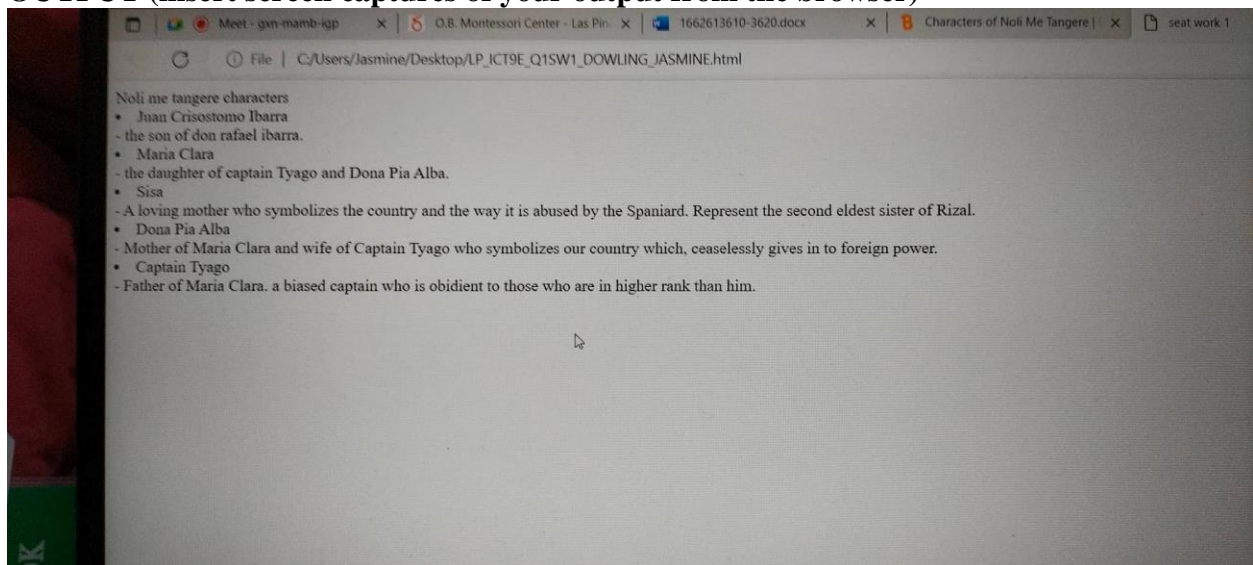 OUTPUT (insert screen captures of your output from the browser)
Meet - gxn-mamb-igp
O.B. Montessori Center - Las Pin
1662613610-3620.docx
Characters of Noli Me Tangere |
seat work 1
File | C:/Users/Jasmine/Desktop/LP_ICT9E_Q1SW1_DOWLING_JASMINE.html
Noli me tangere characters
• Juan Crisostomo Ibarra
- the son of don rafael ibarra.
• Maria Clara
- the daughter of captain Tyago and Dona Pia Alba.
• Sisa
- A loving mother who symbolizes the country and the way it is abused by the Spaniard. Represent the second eldest sister of Rizal.
• Dona Pia Alba
- Mother of Maria Clara and wife of Captain Tyago who symbolizes our country which, ceaselessly gives in to foreign power.
• Captain Tyago
- Father of Maria Clara. a biased captain who is obidient to those who are in higher rank than him.